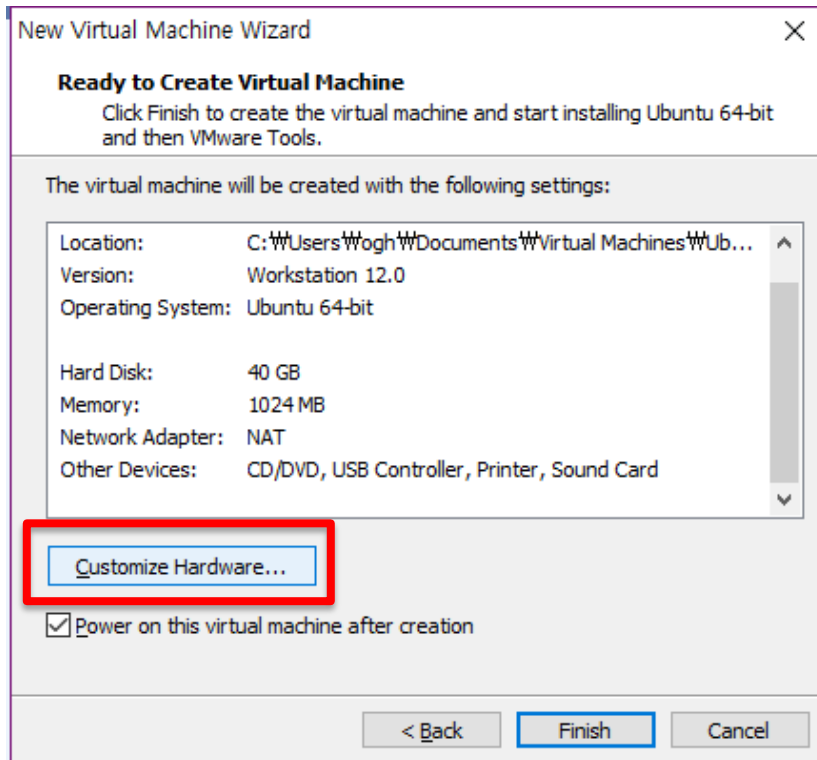 New Virtual Machine Wizard
Ready to Create Virtual Machine
Click Finish to create the virtual machine and start installing Ubuntu 64-bit
and then VMware Tools.
The virtual machine will be created with the following settings:
Location: C:₩Users₩ogh₩Documents₩Virtual Machines₩Ub...
Version: Workstation 12.0
Operating System: Ubuntu 64-bit
Hard Disk: 40 GB
Memory: 1024 MB
Network Adapter: NAT
Other Devices: CD/DVD, USB Controller, Printer, Sound Card
Customize Hardware...
Power on this virtual machine after creation
< Back Finish Cancel